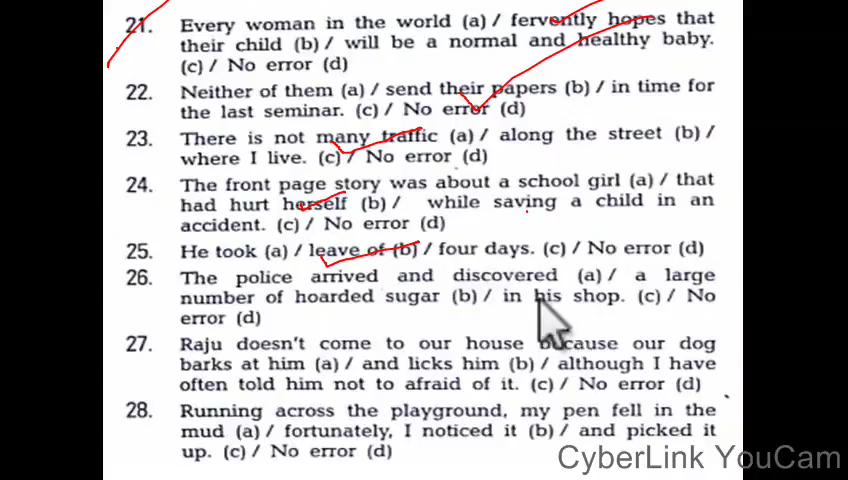 21. Every woman in the world (a) / fervently hopes that
their child (b) / will be a normal and healthy baby.
(c) / No error (d)
22. Neither of them (a) / send their papers (b) / in time for
the last seminar. (c) / No error (d)
23. There is not many traffic (a) / along the street (b) /
where I live. (c) / No error (d)
24. The front page story was about a school girl (a) / that
had hurt herself (b) / while saving a child in an
accident. (c) / No error (d)
25. He took (a) / leave of (b) / four days. (c) / No error (d)
26. The police arrived and discovered (a) / a large
number of hoarded sugar (b) / in his shop. (c) / No
error (d)
27. Raju doesn't come to our house because our dog
barks at him (a) / and licks him (b) / although I have
often told him not to afraid of it. (c) / No error (d)
28. Running across the playground, my pen fell in the
mud (a) / fortunately, I noticed it (b) / and picked it
up. (c) / No error (d)
CyberLink YouCam